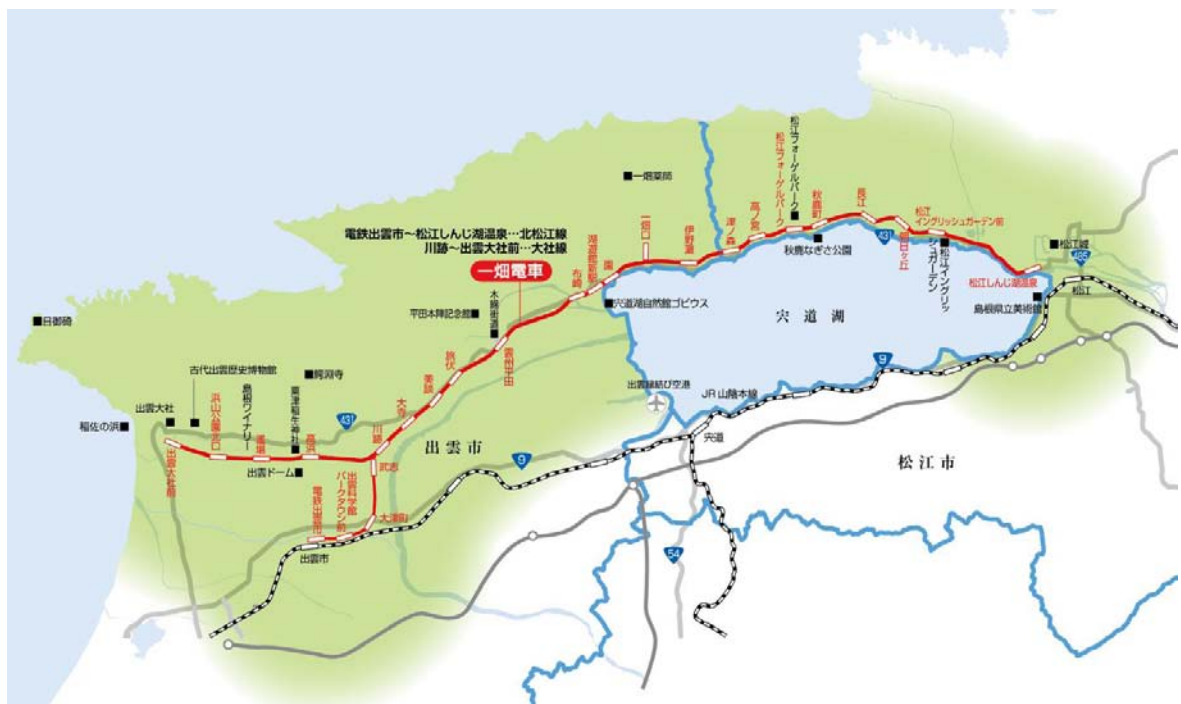 一畑薬師
松江フォーゲルパーク
松江フォーゲルパーク
秋鹿町
長江
松江
イングリッシュガーデン前
高ノ宮
津ノ森
伊野灘
一畑口
431
朝日ヶ丘
秋鹿なぎさ公園
松江イングリッ
シュガーデン
松江城
485
松江しんじ湖温泉
松江
島根県立美術館
電鉄出雲市～松江しんじ湖温泉…北松江線
川跡～出雲大社前…大社線
一畑電車
園
湖遊館新駅
布崎
宍道湖自然館ゴビウス
宍道湖
木綿街道
平田本陣記念館
雲州平田
旅伏
美談
大寺
川跡
日御碕
古代出雲歴史博物館
鰐淵寺
稲佐の浜
出雲大社
浜山公園北口
島根ワイナリー
遙堪
粟津稲生神社
高浜
431
出雲ドーム
出雲大社前
武志
出雲科学館
パークタウン前
大津町
電鉄出雲市
出雲市
出雲市
9
出雲縁結び空港
JR山陰本線
9
宍道
松江市
54